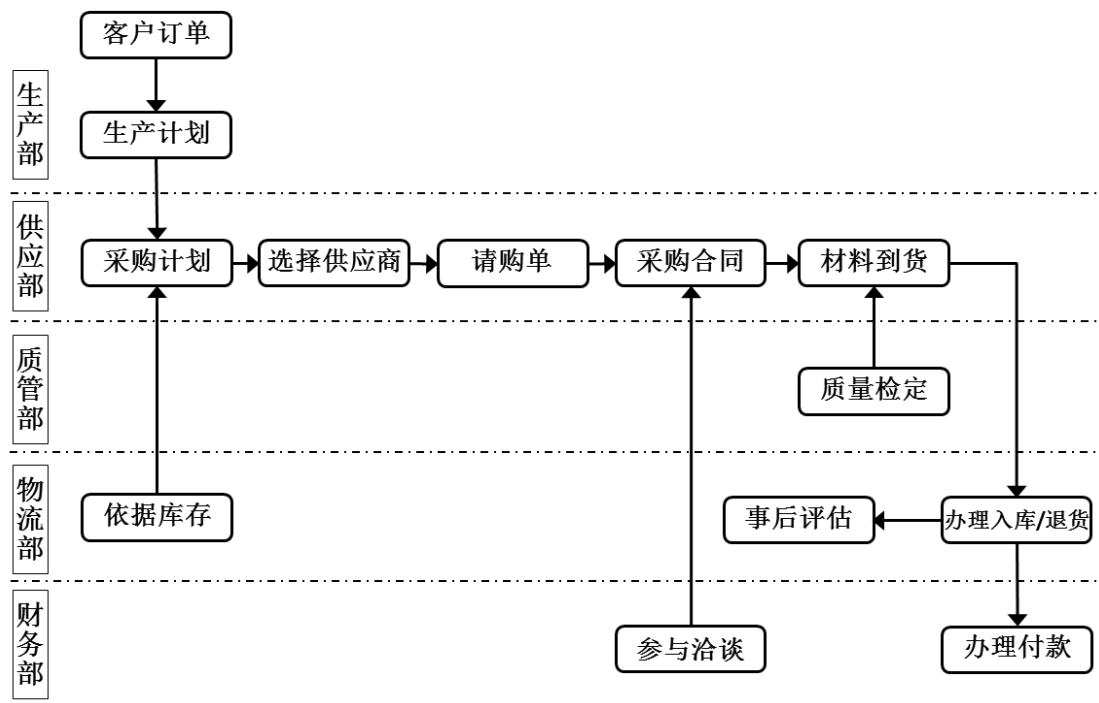 客户订单
生产部
生产计划
供应部
采购计划
选择供应商
请购单
采购合同
材料到货
质管部
质量检定
物流部
依据库存
事后评估
办理入库/退货
财务部
参与洽谈
办理付款